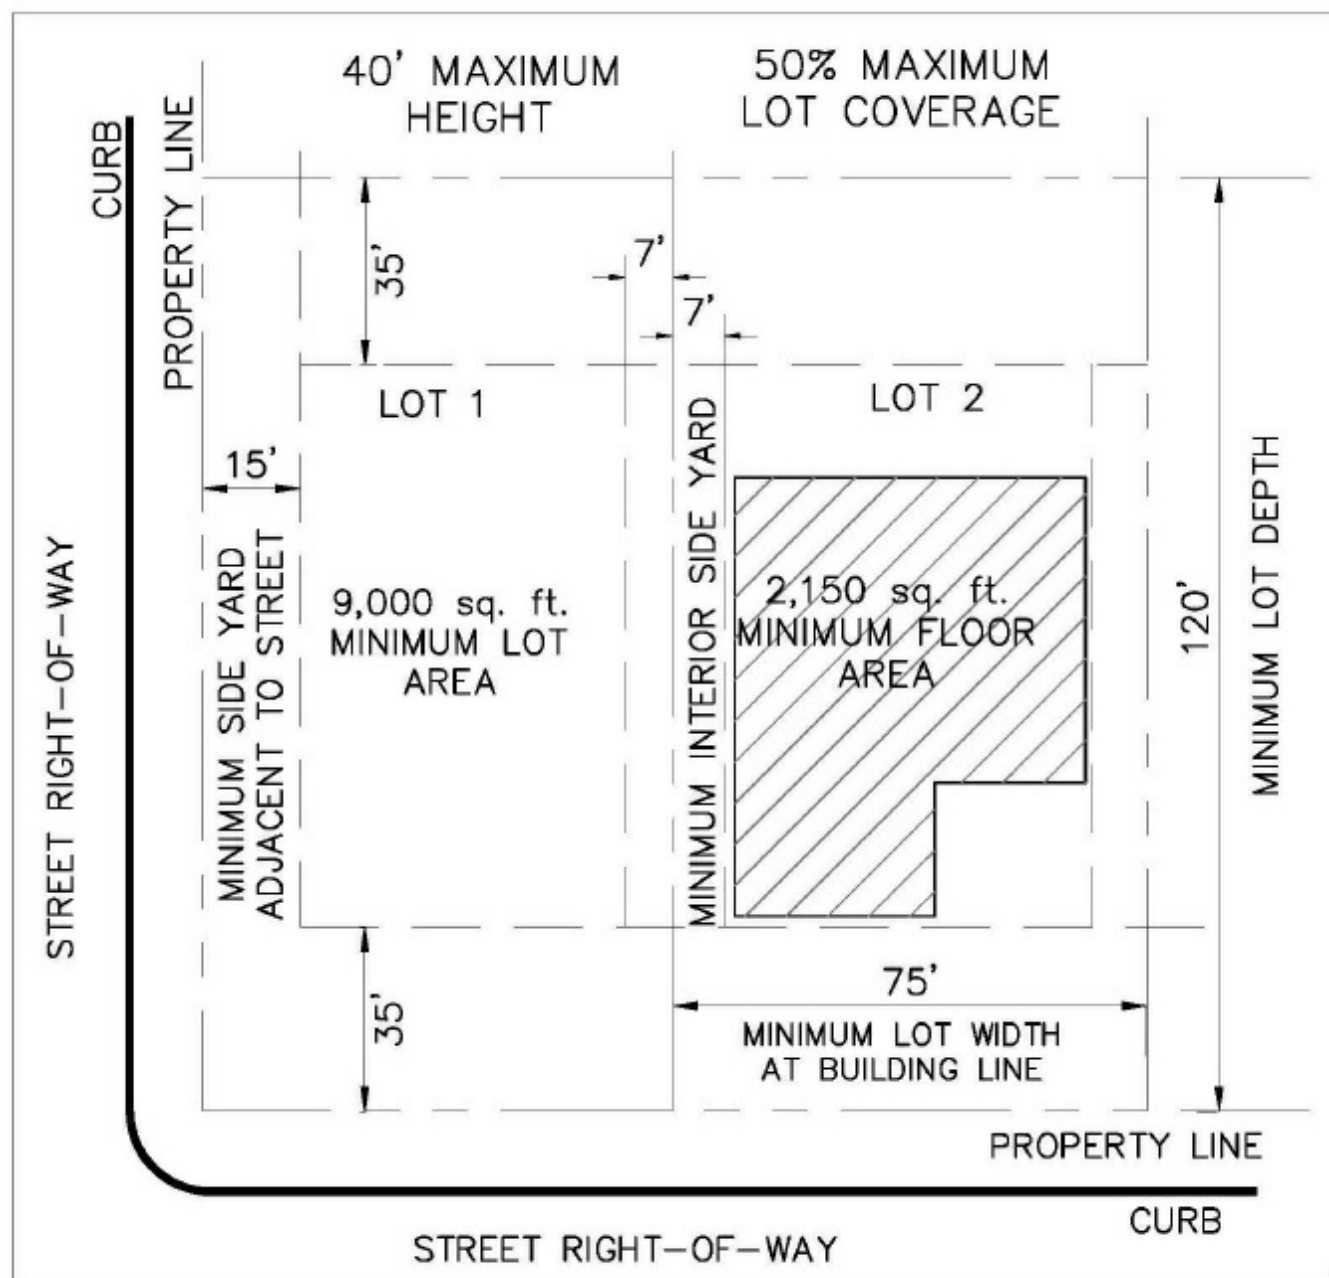 40' MAXIMUM
HEIGHT
50% MAXIMUM
LOT COVERAGE
CURB
PROPERTY LINE
35'
7'
7'
LOT 1
LOT 2
15'
STREET RIGHT-OF-WAY
MINIMUM SIDE YARD
ADJACENT TO STREET
9,000 sq. ft.
MINIMUM LOT
AREA
MINIMUM INTERIOR SIDE YARD
2,150 sq. ft.
MINIMUM FLOOR
AREA
120'
MINIMUM LOT DEPTH
35'
75'
MINIMUM LOT WIDTH
AT BUILDING LINE
PROPERTY LINE
CURB
STREET RIGHT-OF-WAY